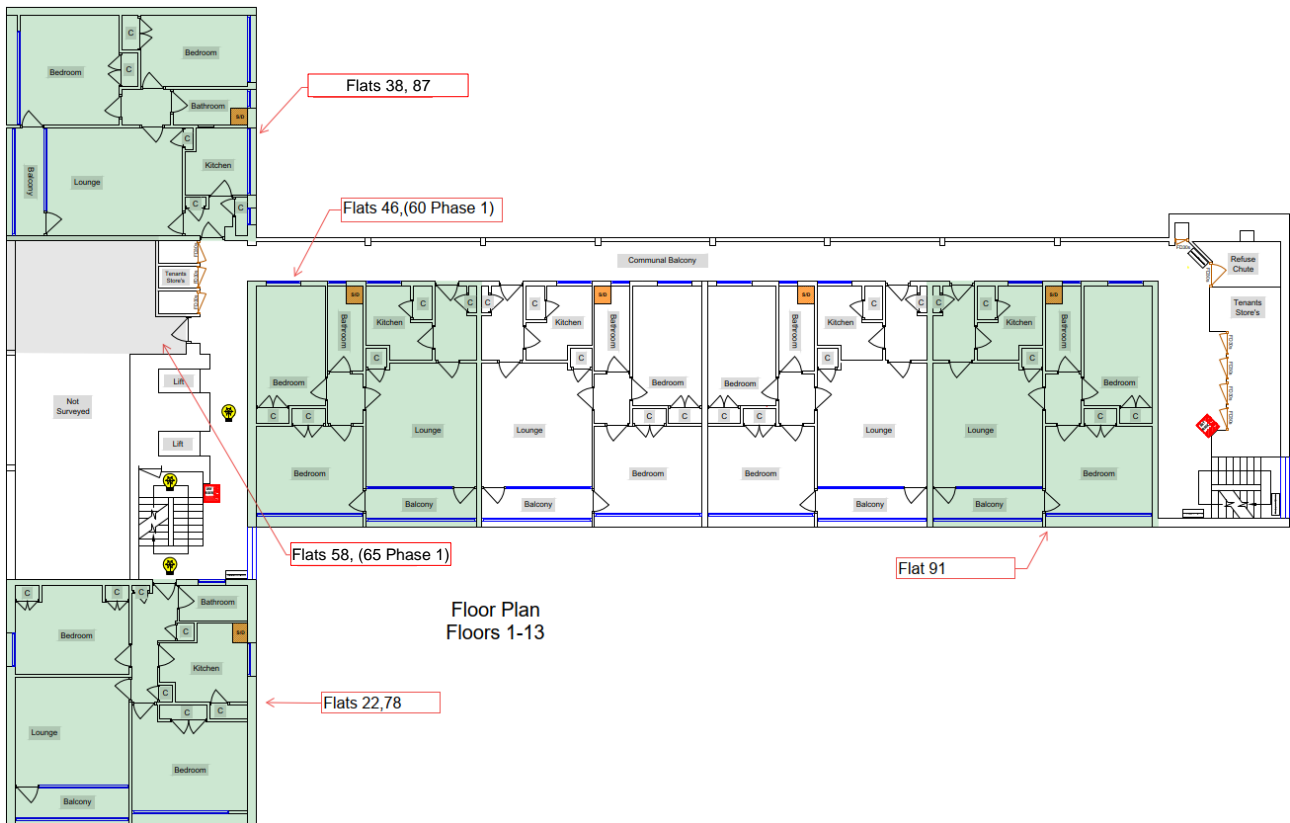 C
Bedroom
Bedroom
C
Bathroom
S/D
Flats 38, 87
C
Kitchen
Balcony
Lounge
C
C
Flats 46,(60 Phase 1)
Communal Balcony
Refuse
Chute
Tenants
Store's
Tenants
Store's
FD30s
FD30s
S/D
S/D
S/D
S/D
C
C
C
C
C
C
C
C
Kitchen
Kitchen
Kitchen
Kitchen
Bathroom
Bathroom
Bathroom
Bathroom
C
C
C
C
Lift
Bedroom
Bedroom
Bedroom
Bedroom
Not
Surveyed
C
C
C
C
C
C
C
C
Lift
Lounge
Lounge
Lounge
Lounge
Bedroom
Bedroom
Bedroom
Bedroom
Balcony
Balcony
Balcony
Balcony
Flats 58, (65 Phase 1)
Flat 91
Floor Plan
Floors 1-13
C
C
C
Bathroom
Bedroom
C
S/D
Kitchen
C
Flats 22,78
C
C
Lounge
Bedroom
Balcony